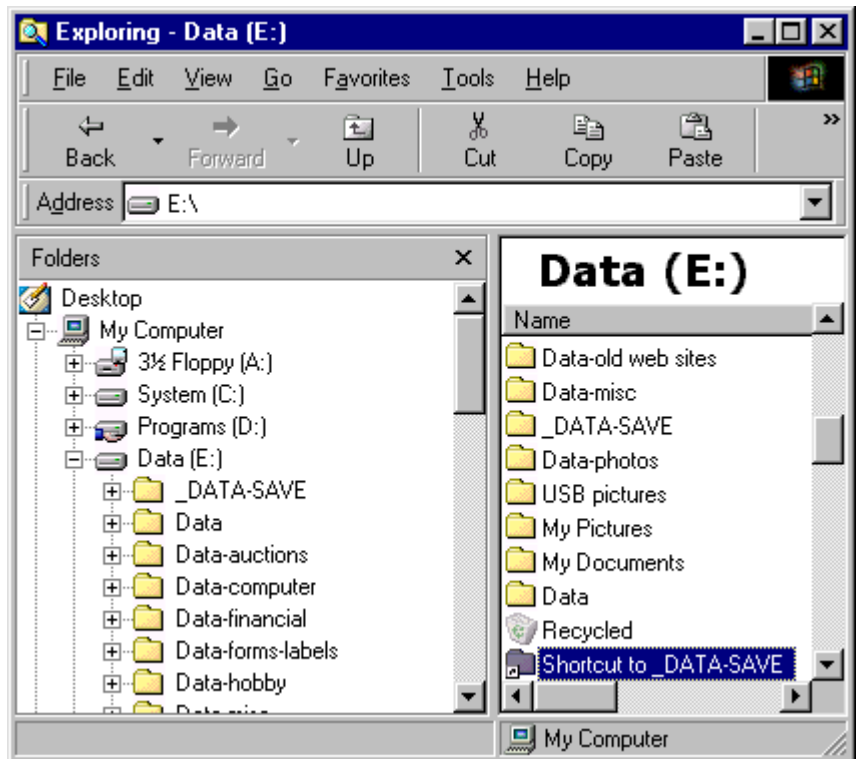 Exploring - Data (E:)
File Edit View Go Favorites Tools Help
Back Forward Up Cut Copy Paste »
Address E:\
Folders
Desktop
My Computer
3½ Floppy (A:)
System (C:)
Programs (D:)
Data (E:)
_DATA-SAVE
Data
Data-auctions
Data-computer
Data-financial
Data-forms-labels
Data-hobby
Data (E:)
Name
Data-old web sites
Data-misc
_DATA-SAVE
Data-photos
USB pictures
My Pictures
My Documents
Data
Recycled
Shortcut to _DATA-SAVE
My Computer